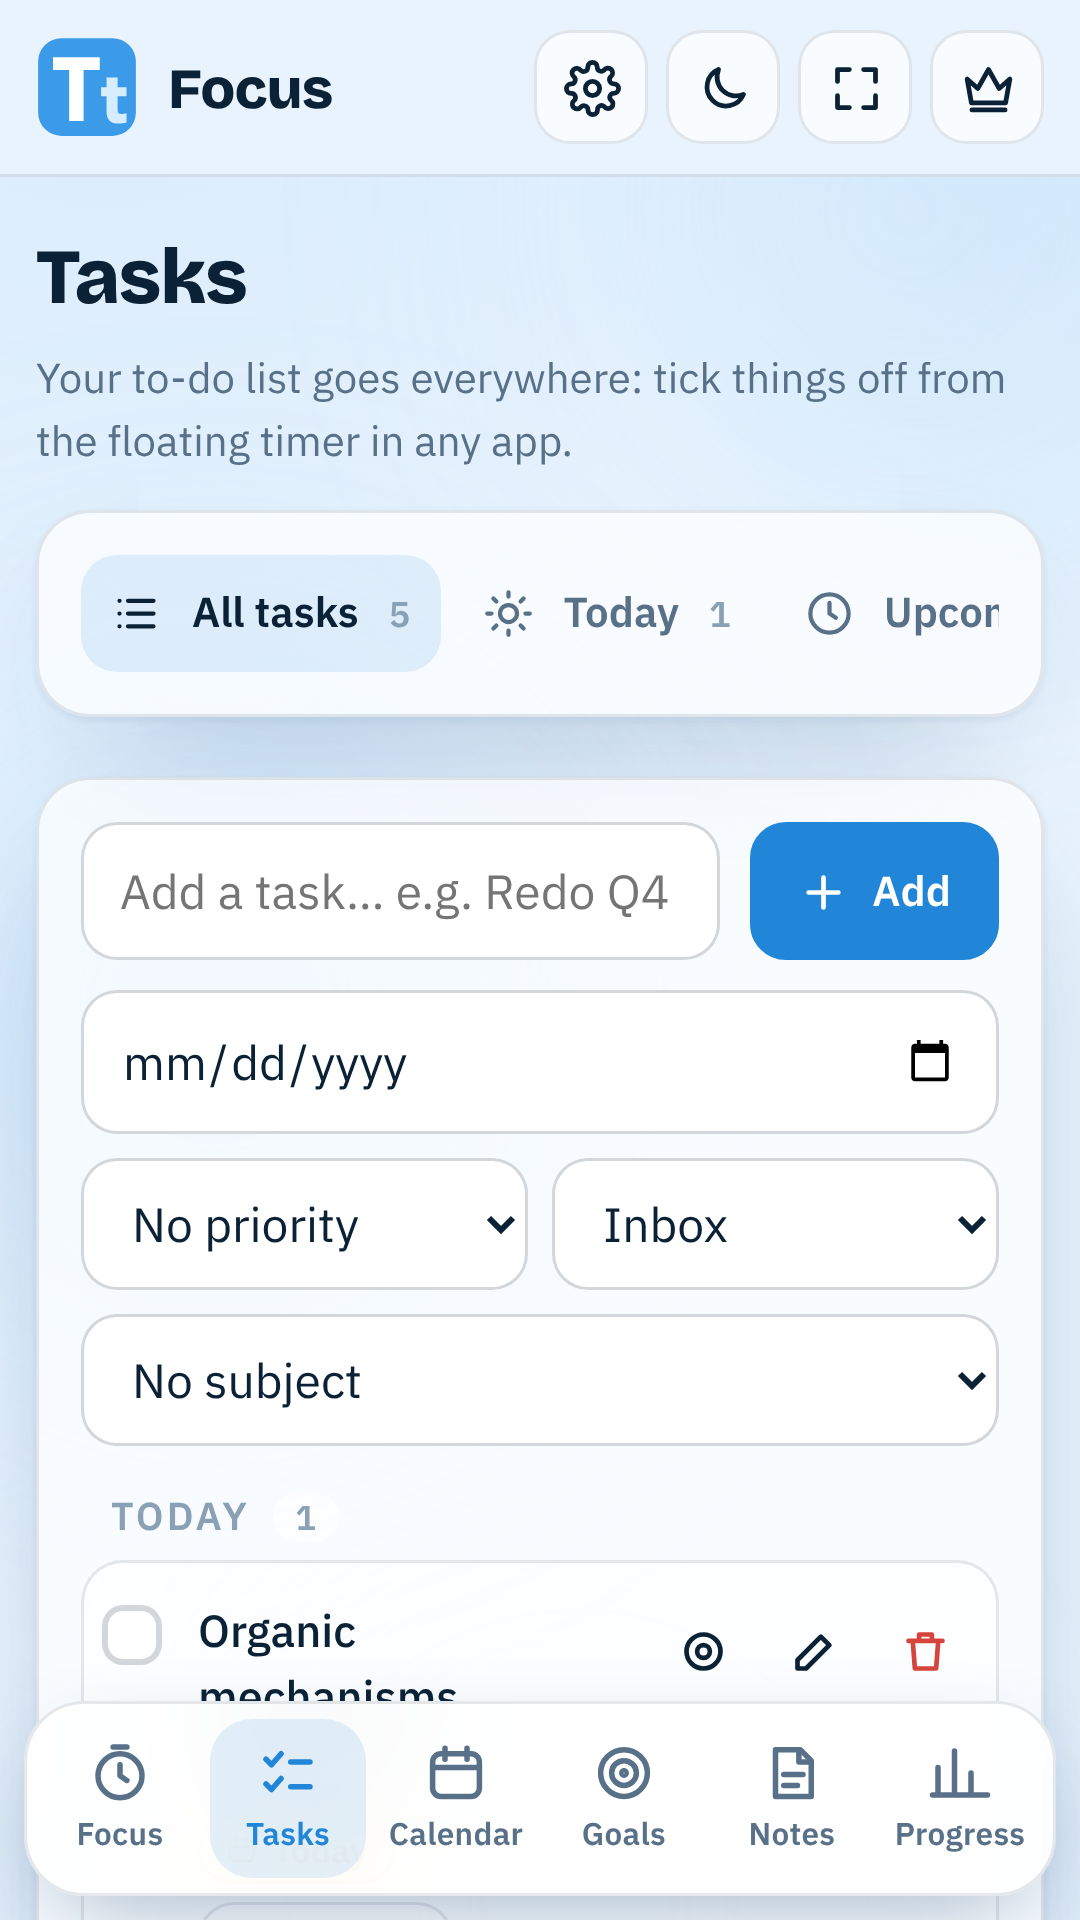 Tt Focus
Tasks
Your to-do list goes everywhere: tick things off from
the floating timer in any app.
All tasks 5 Today 1 Upcom
Add a task... e.g. Redo Q4
+ Add
mm/dd/yyyy
No priority
Inbox
No subject
TODAY 1
Organic
mechanisms
Today
Focus Tasks Calendar Goals Notes Progress